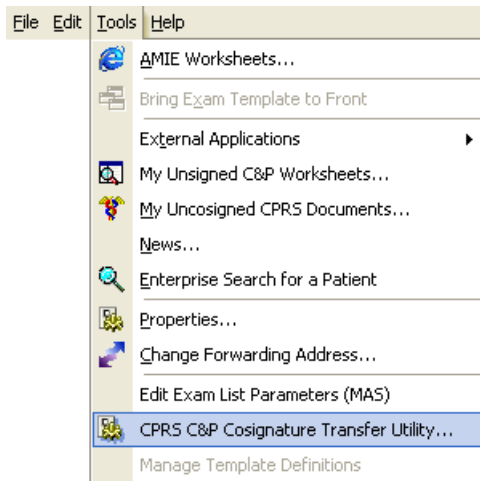 File Edit Tools Help
AMIE Worksheets...
Bring Exam Template to Front
External Applications
My Unsigned C&P Worksheets...
My Uncosigned CPRS Documents...
News...
Enterprise Search for a Patient
Properties...
Change Forwarding Address...
Edit Exam List Parameters (MAS)
CPRS C&P Cosignature Transfer Utility...
Manage Template Definitions